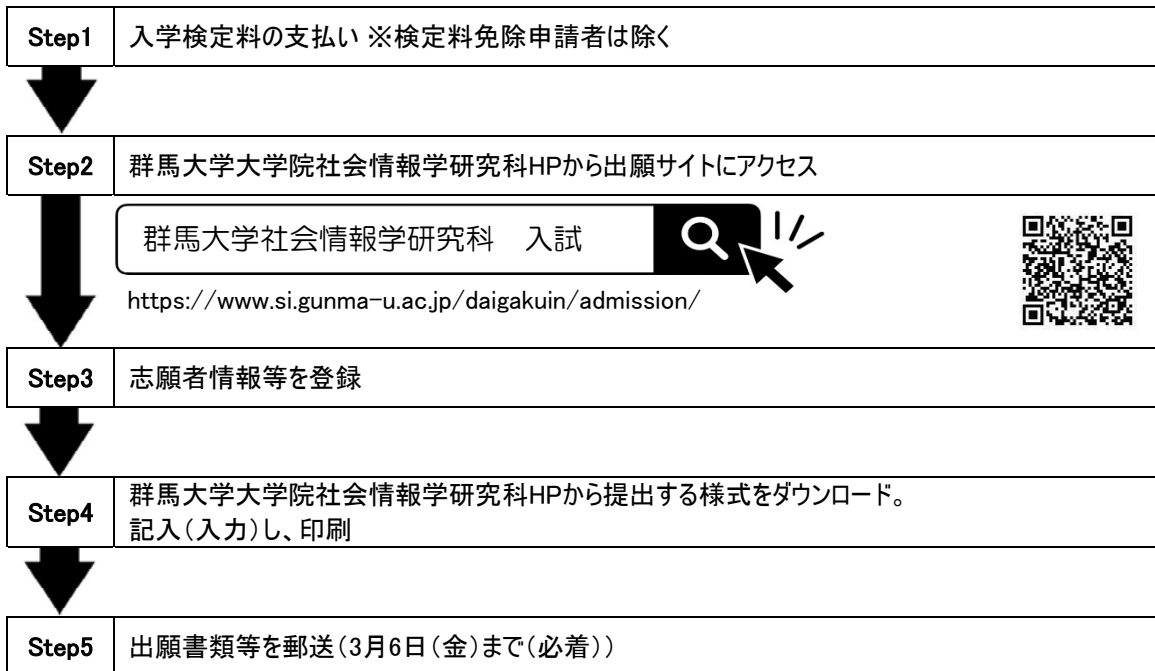 Step1 入学検定料の支払い ※検定料免除申請者は除く
Step2 群馬大学大学院社会情報学研究科HPから出願サイトにアクセス
群馬大学社会情報学研究科　入試
https://www.si.gunma-u.ac.jp/daigakuin/admission/
Step3 志願者情報等を登録
Step4 群馬大学大学院社会情報学研究科HPから提出する様式をダウンロード。
記入（入力）し、印刷
Step5 出願書類等を郵送（3月6日（金）まで（必着））